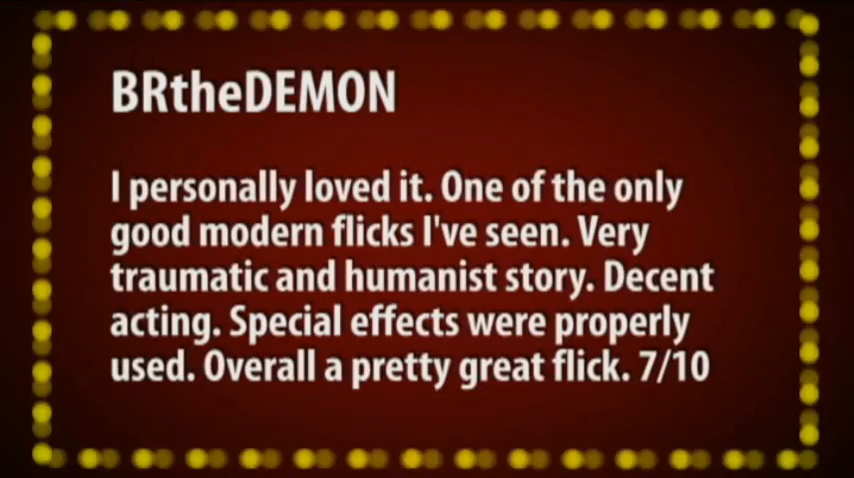 BRtheDEMON
I personally loved it. One of the only
good modern flicks I've seen. Very
traumatic and humanist story. Decent
acting. Special effects were properly
used. Overall a pretty great flick. 7/10